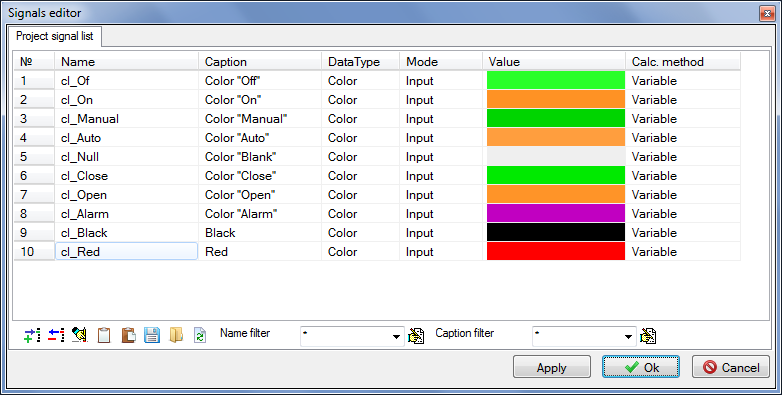 Signals editor
Project signal list
№ Name Caption DataType Mode Value Calc. method
1 cl_Of Color "Off" Color Input Variable
2 cl_On Color "On" Color Input Variable
3 cl_Manual Color "Manual" Color Input Variable
4 cl_Auto Color "Auto" Color Input Variable
5 cl_Null Color "Blank" Color Input Variable
6 cl_Close Color "Close" Color Input Variable
7 cl_Open Color "Open" Color Input Variable
8 cl_Alarm Color "Alarm" Color Input Variable
9 cl_Black Black Color Input Variable
10 cl_Red Red Color Input Variable
Name filter * Caption filter *
Apply Ok Cancel